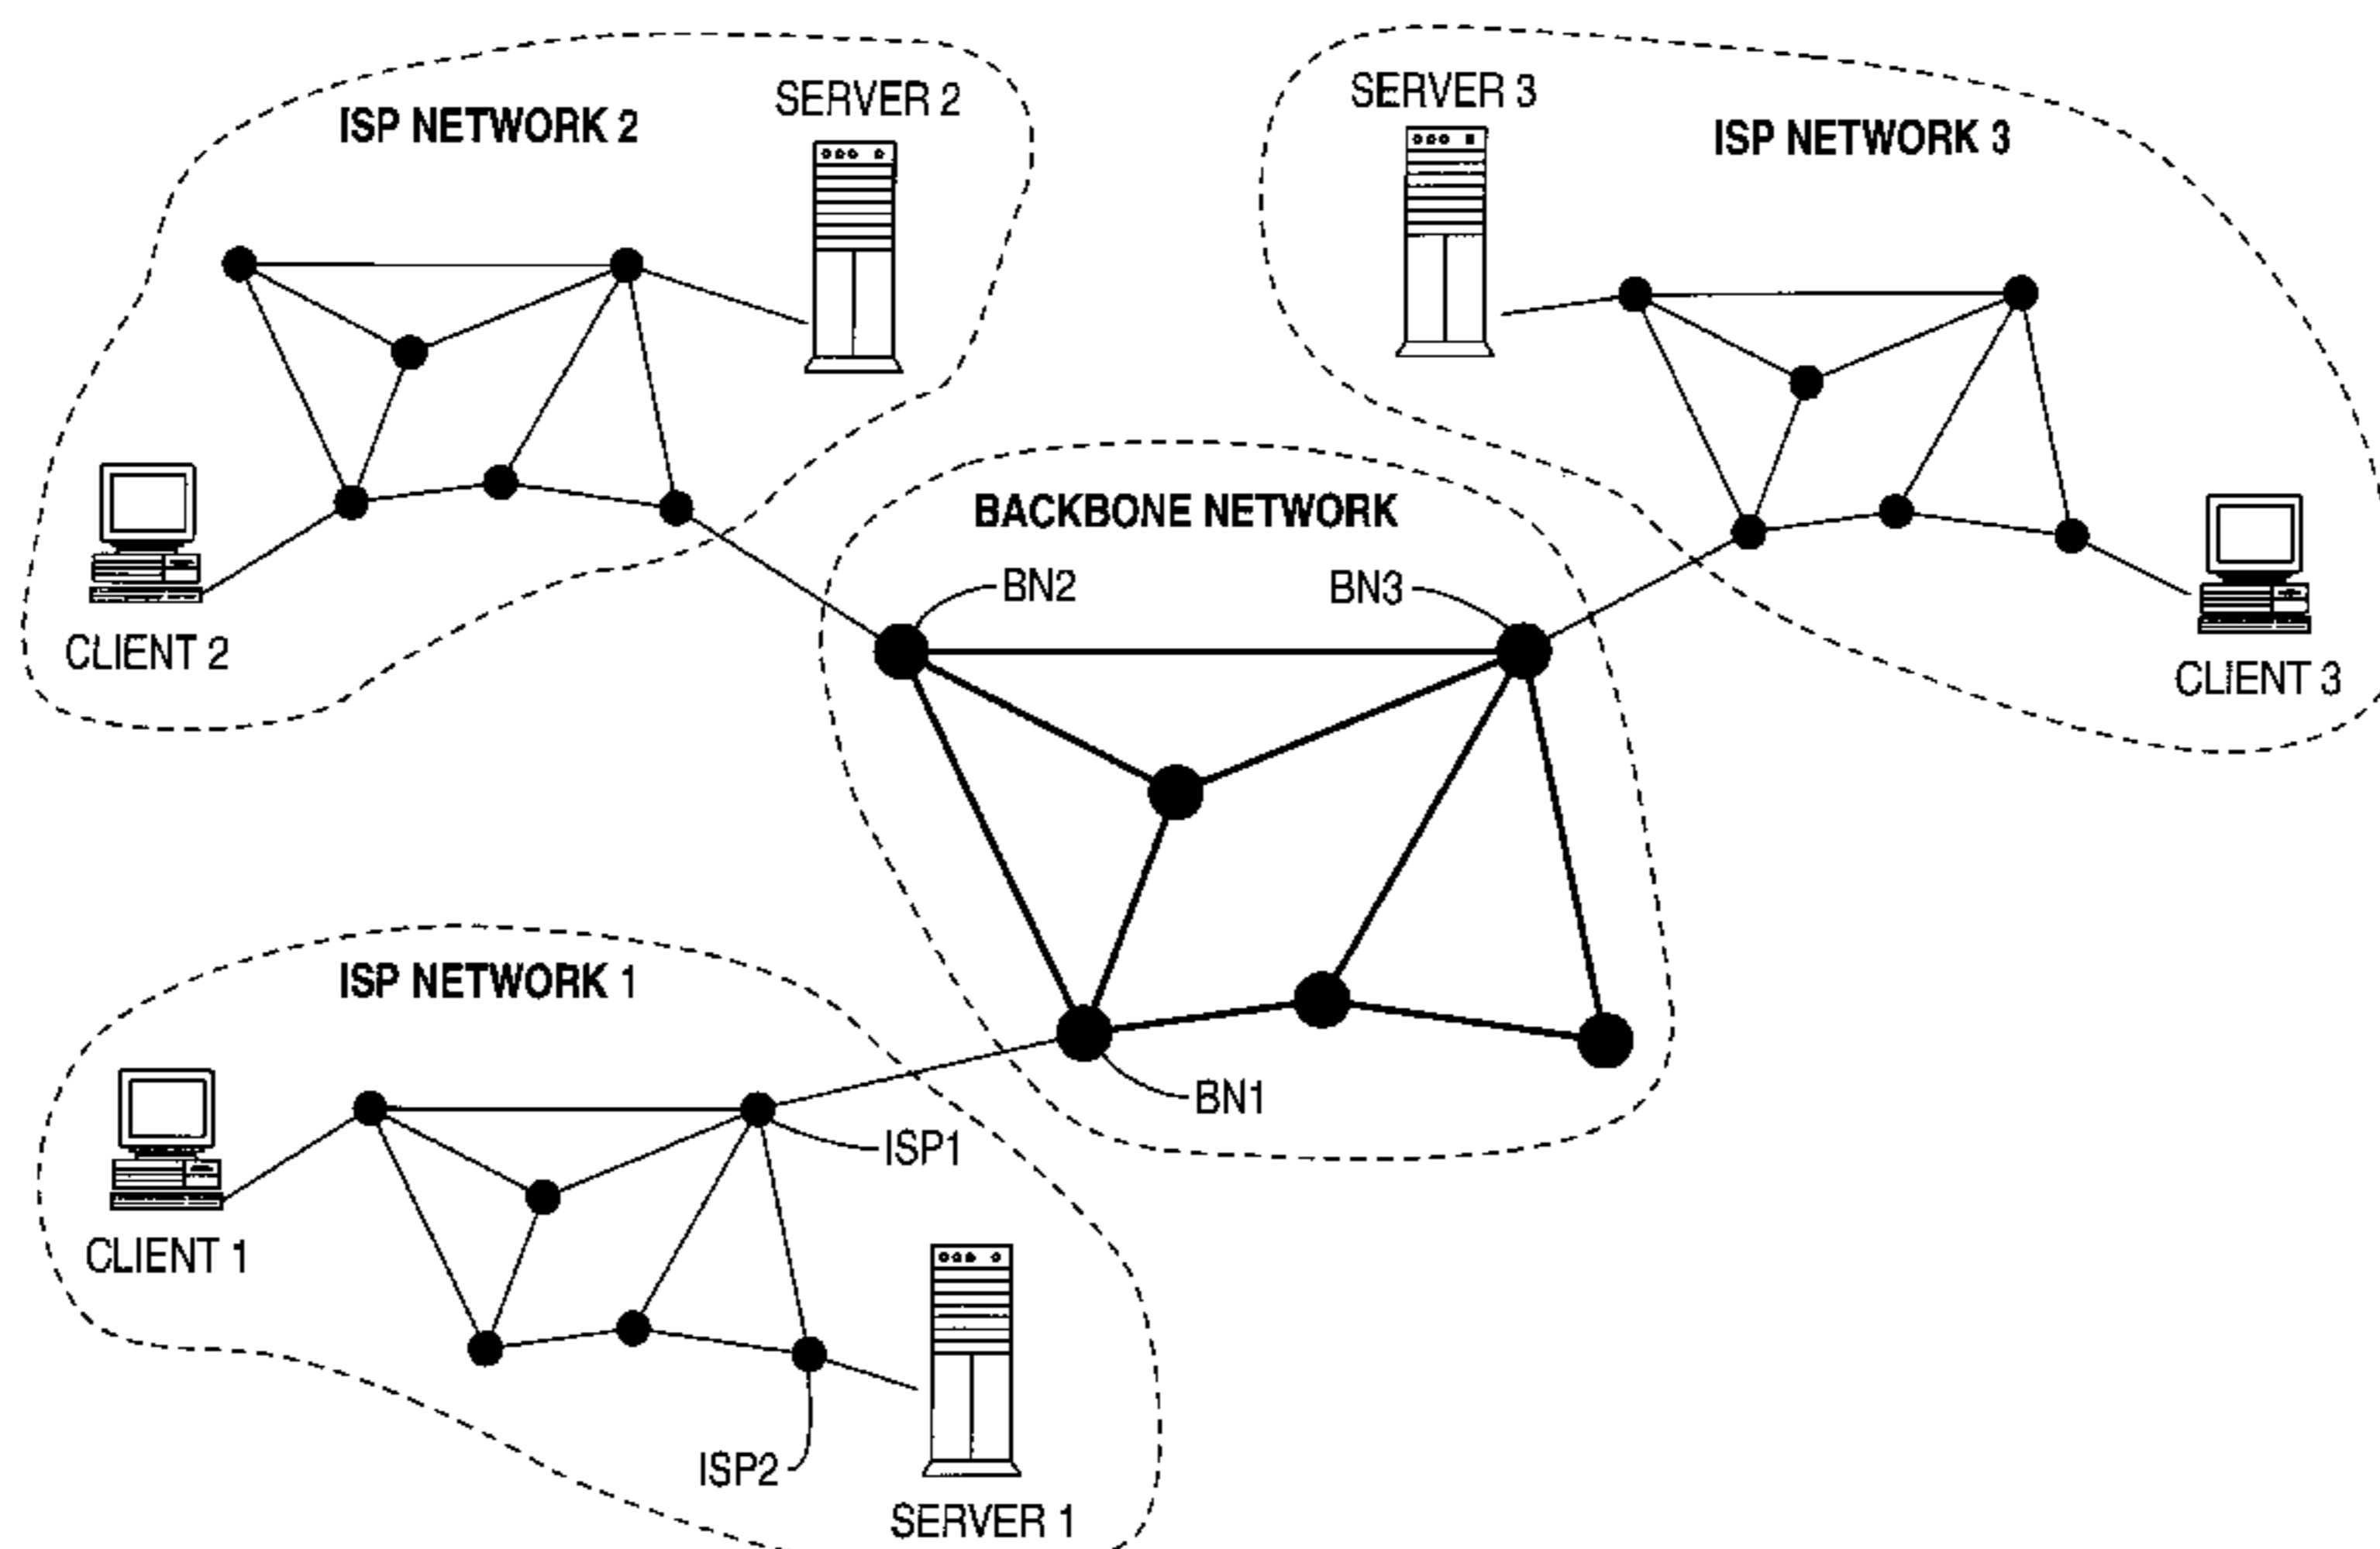 SERVER 2
SERVER 3
ISP NETWORK 2
ISP NETWORK 3
BACKBONE NETWORK
BN2
BN3
CLIENT 2
CLIENT 3
ISP NETWORK 1
BN1
ISP1
CLIENT 1
ISP2
SERVER 1